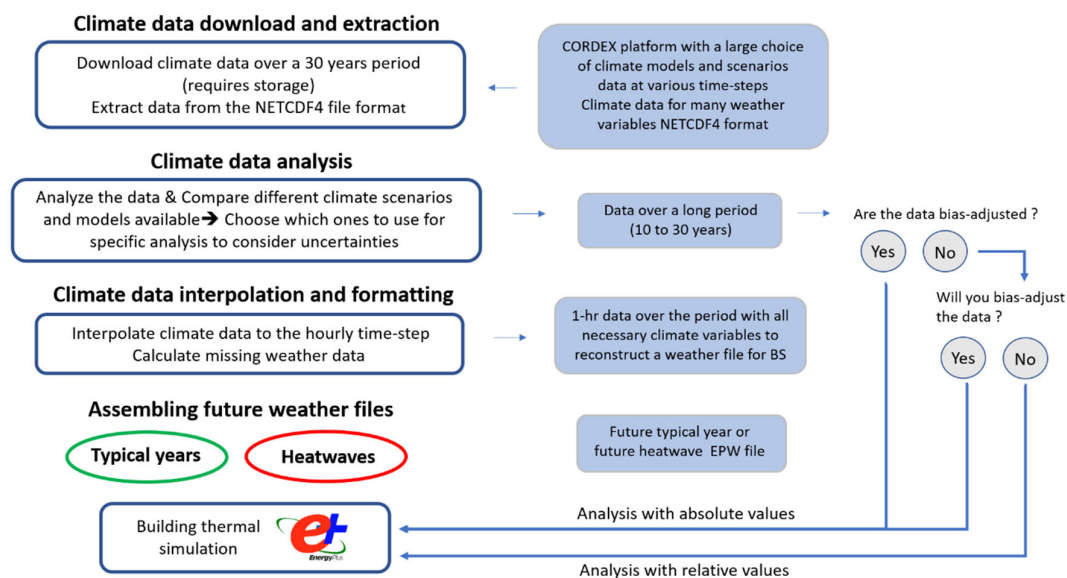 Climate data download and extraction
Download climate data over a 30 years period
(requires storage)
Extract data from the NETCDF4 file format
CORDEX platform with a large choice
of climate models and scenarios
data at various time-steps
Climate data for many weather
variables NETCDF4 format
Climate data analysis
Analyze the data & Compare different climate scenarios
and models available➔ Choose which ones to use for
specific analysis to consider uncertainties
Data over a long period
(10 to 30 years)
Are the data bias-adjusted ?
Yes
No
Will you bias-adjust
the data ?
Yes
No
Climate data interpolation and formatting
Interpolate climate data to the hourly time-step
Calculate missing weather data
1-hr data over the period with all
necessary climate variables to
reconstruct a weather file for BS
Assembling future weather files
Typical years
Heatwaves
Future typical year or
future heatwave EPW file
Building thermal
simulation
e+
EnergyPlus
Analysis with absolute values
Analysis with relative values